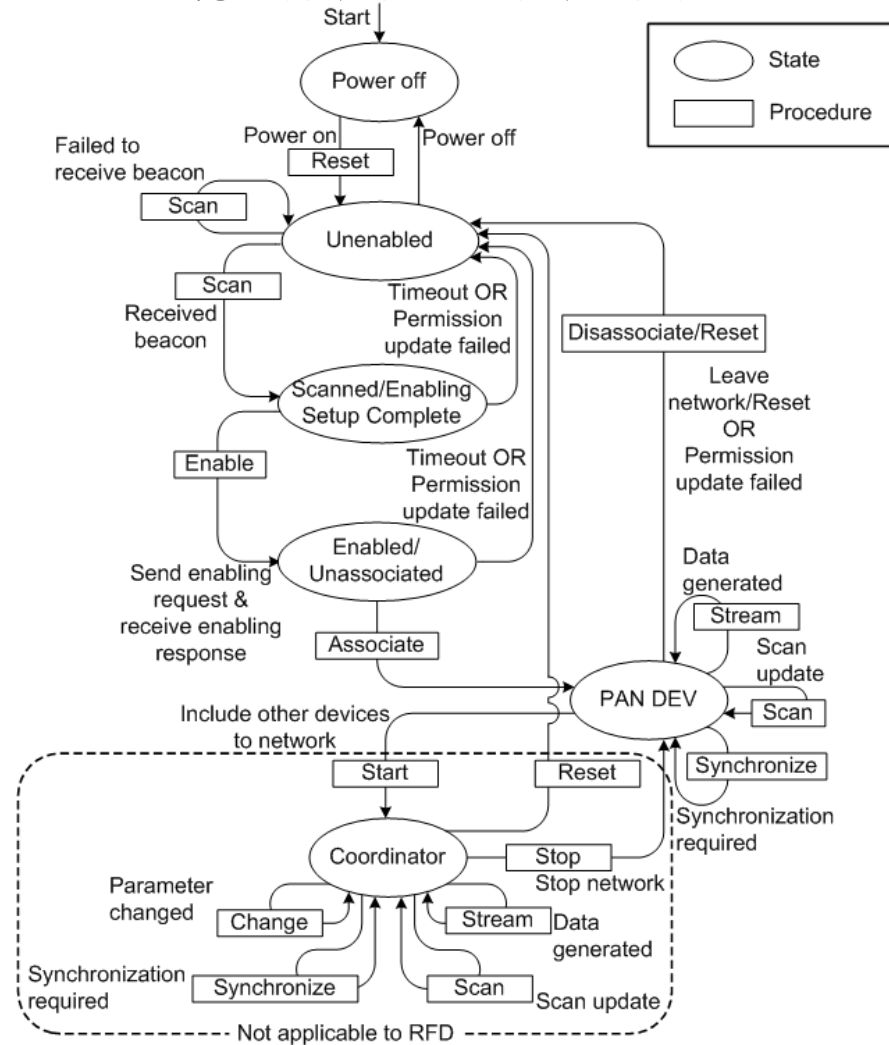 Start
Power off
State
Procedure
Power on
Reset
Power off
Failed to
receive beacon
Scan
Unenabled
Scan
Received
beacon
Timeout OR
Permission
update failed
Disassociate/Reset
Scanned/Enabling
Setup Complete
Leave
network/Reset
OR
Permission
update failed
Enable
Timeout OR
Permission
update failed
Enabled/
Unassociated
Send enabling
request &
receive enabling
response
Associate
Data
generated
Stream
Scan
update
PAN DEV
Scan
Include other devices
to network
Synchronize
Synchronization
required
Start
Reset
Coordinator
Stop
Stop network
Parameter
changed
Change
Stream
Data
generated
Synchronization
required
Synchronize
Scan
Scan update
Not applicable to RFD